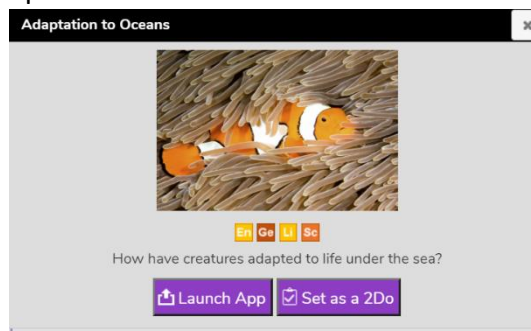 Adaptation to Oceans
En Ge Li Sc
How have creatures adapted to life under the sea?
Launch App Set as a 2Do